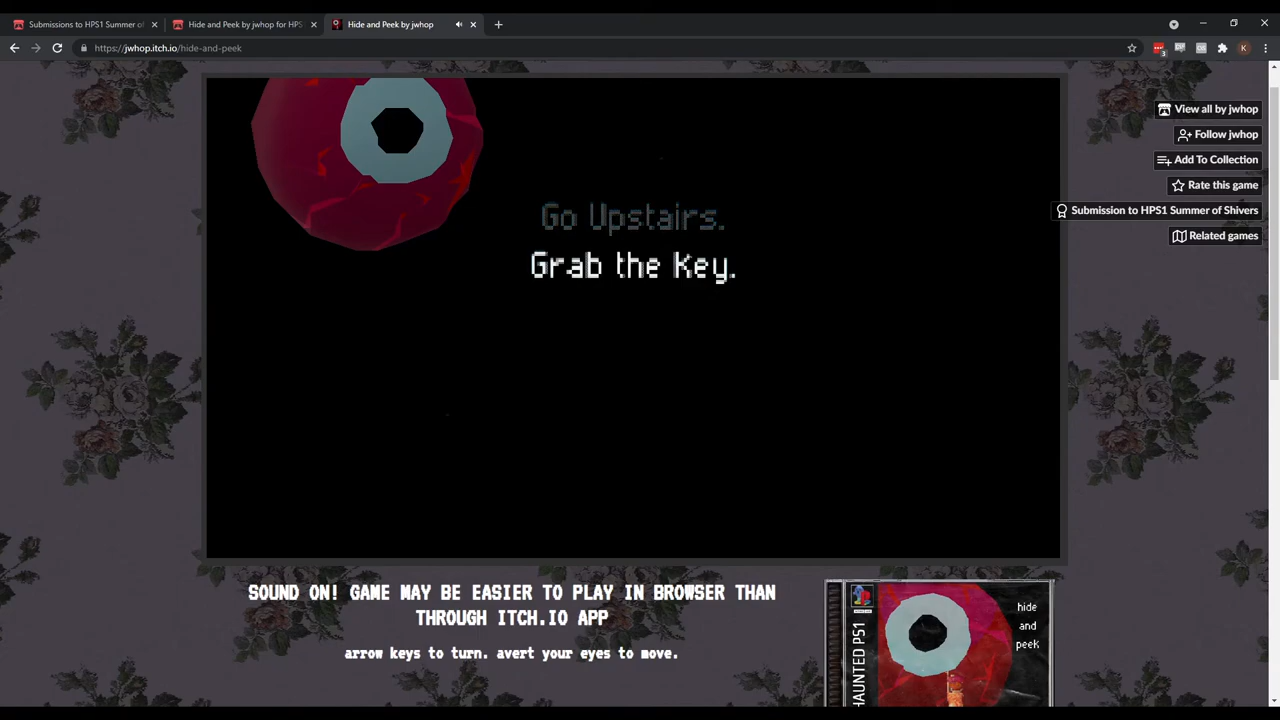 Submissions to HPS1 Summer of
Hide and Peek by jwhop for HPS
Hide and Peek by jwhop
https://jwhop.itch.io/hide-and-peek
3
K
View all by jwhop
Follow jwhop
Add To Collection
Rate this game
Submission to HPS1 Summer of Shivers
Related games
Go Upstairs.
Grab the Key.
SOUND ON! GAME MAY BE EASIER TO PLAY IN BROWSER THAN
THROUGH ITCH.IO APP
arrow keys to turn. avert your eyes to move.
HAUNTED PS1
hide
and
peek